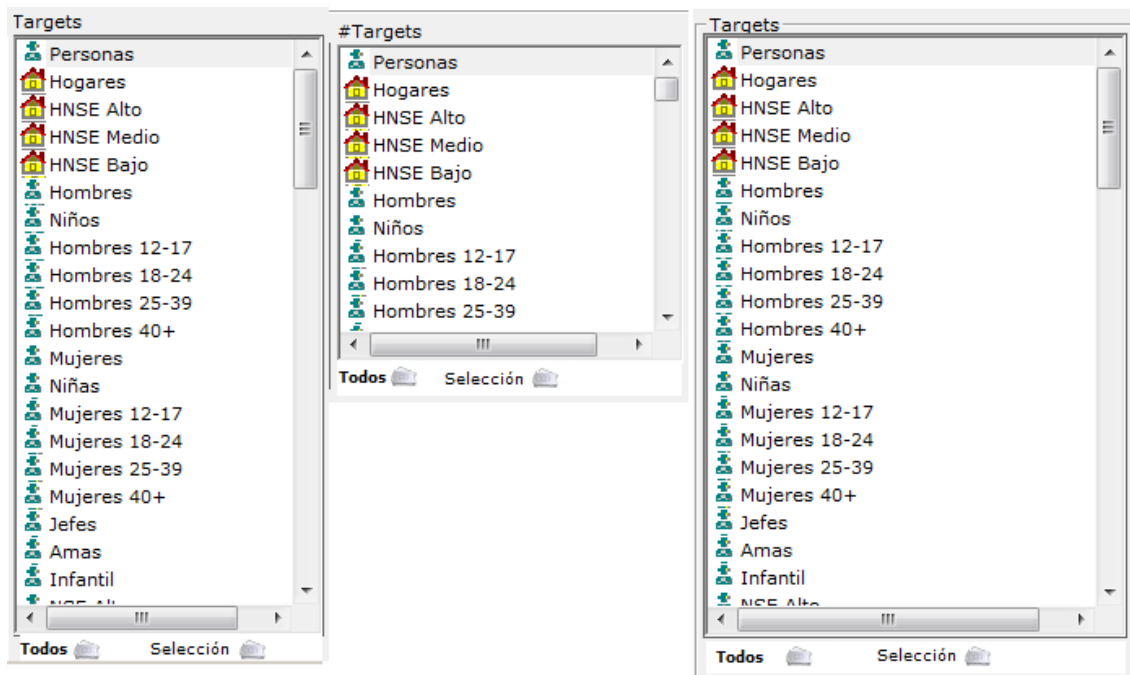 Targets
Personas
Hogares
HNSE Alto
HNSE Medio
HNSE Bajo
Hombres
Niños
Hombres 12-17
Hombres 18-24
Hombres 25-39
Hombres 40+
Mujeres
Niñas
Mujeres 12-17
Mujeres 18-24
Mujeres 25-39
Mujeres 40+
Jefes
Amas
Infantil
NSE Alt
Todos Selección
#Targets
Personas
Hogares
HNSE Alto
HNSE Medio
HNSE Bajo
Hombres
Niños
Hombres 12-17
Hombres 18-24
Hombres 25-39
Todos Selección
Targets
Personas
Hogares
HNSE Alto
HNSE Medio
HNSE Bajo
Hombres
Niños
Hombres 12-17
Hombres 18-24
Hombres 25-39
Hombres 40+
Mujeres
Niñas
Mujeres 12-17
Mujeres 18-24
Mujeres 25-39
Mujeres 40+
Jefes
Amas
Infantil
NSE Alto
Todos Selección